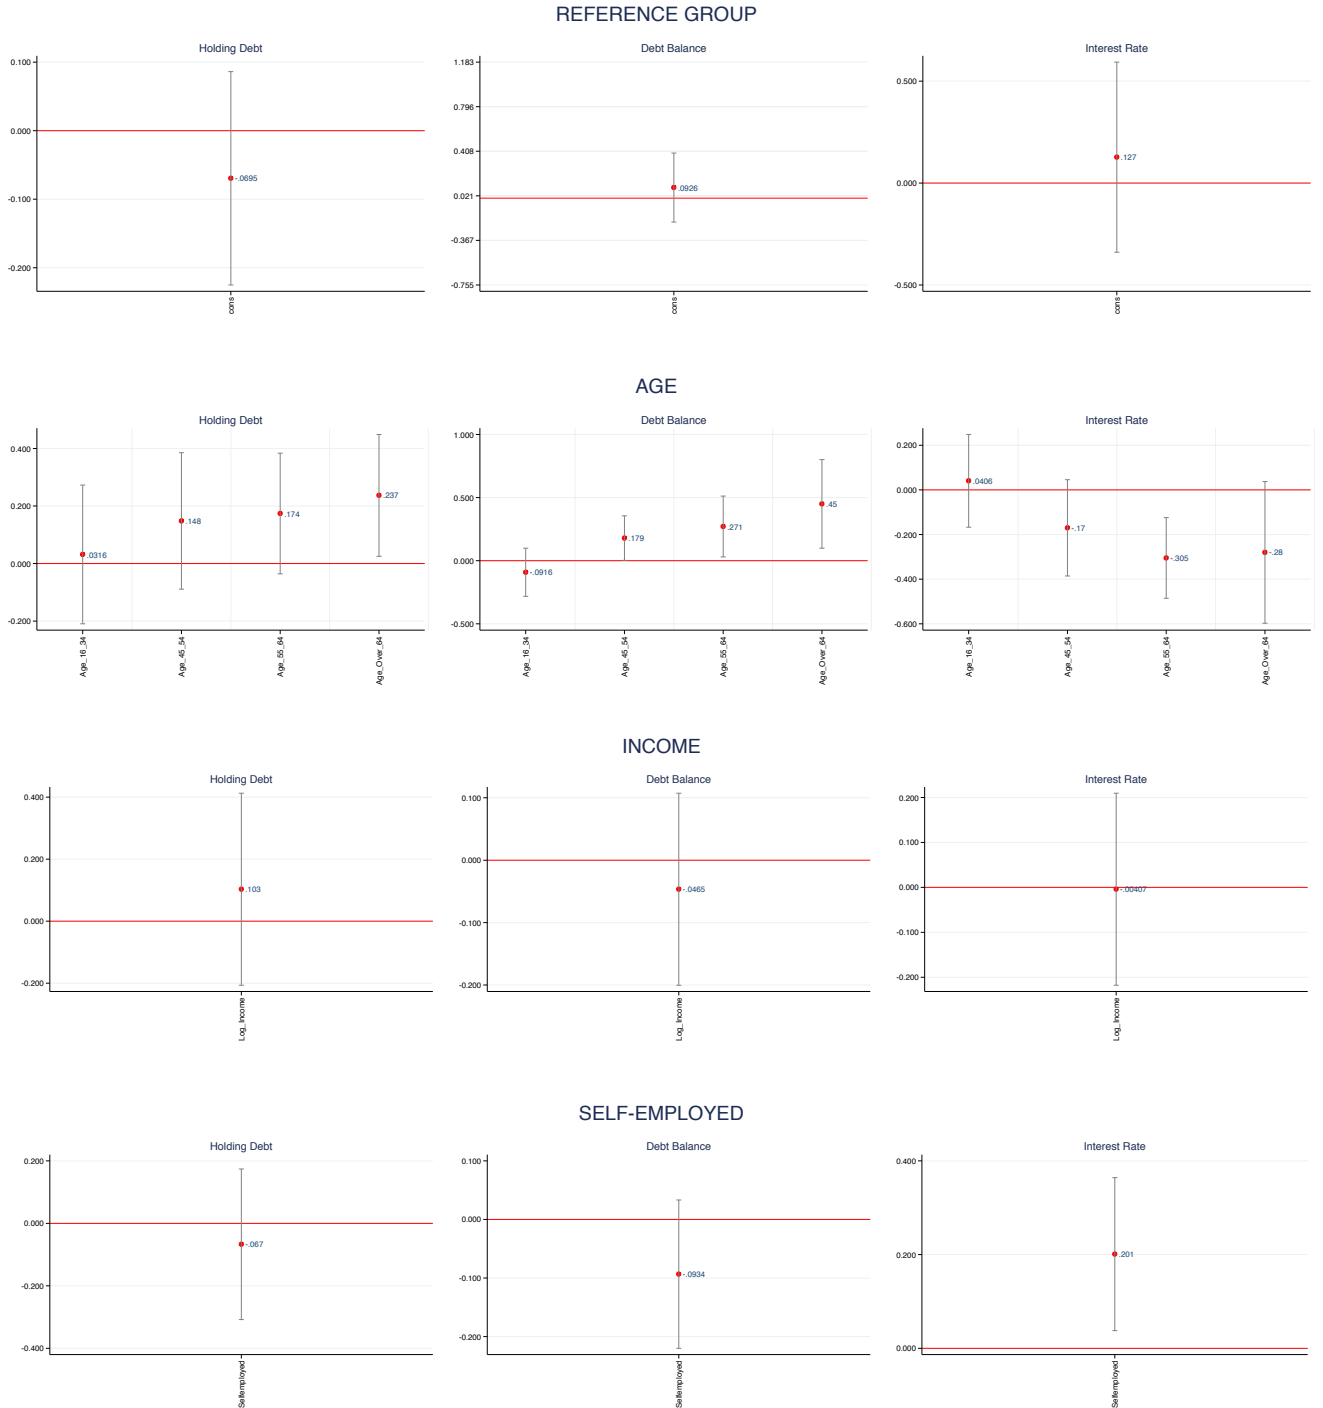 REFERENCE GROUP
Holding Debt
0.100
0.000
-0.100
-0.200
-.0695
cons
Debt Balance
1.183
0.796
0.408
0.021
-0.367
-0.755
.0926
cons
Interest Rate
0.500
0.000
-0.500
.127
cons
AGE
Holding Debt
0.400
0.200
0.000
-0.200
.0316
.148
.174
.237
Age_16_34
Age_45_54
Age_55_64
Age_Over_64
Debt Balance
1.000
0.500
0.000
-0.500
-.0916
.179
.271
.45
Age_16_34
Age_45_54
Age_55_64
Age_Over_64
Interest Rate
0.200
0.000
-0.200
-0.400
-0.600
.0406
-.17
-.305
-.28
Age_16_34
Age_45_54
Age_55_64
Age_Over_64
INCOME
Holding Debt
0.400
0.200
0.000
-0.200
.103
Log_Income
Debt Balance
0.100
0.000
-0.100
-0.200
-.0465
Log_Income
Interest Rate
0.200
0.100
0.000
-0.100
-0.200
-.00407
Log_Income
SELF-EMPLOYED
Holding Debt
0.200
0.000
-0.200
-0.400
-.067
Selfemployed
Debt Balance
0.100
0.000
-0.100
-0.200
-.0934
Selfemployed
Interest Rate
0.400
0.200
0.000
.201
Selfemployed